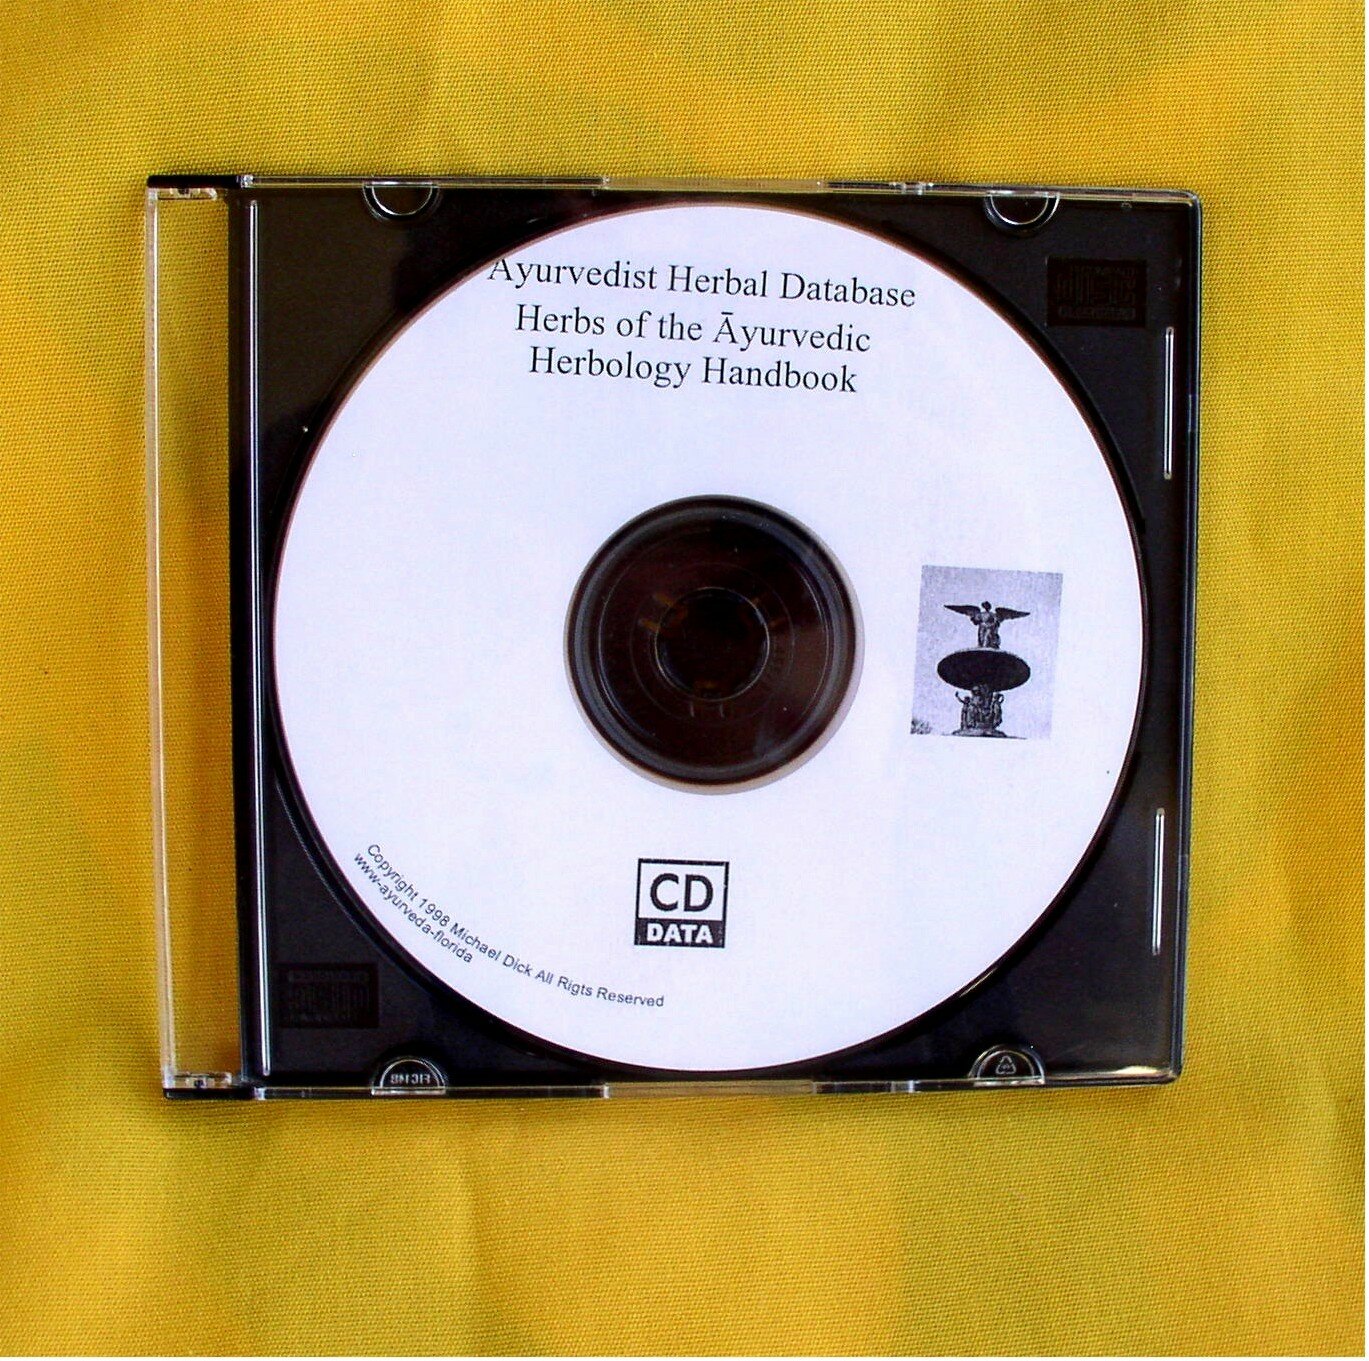 Ayurvedist Herbal Database
Herbs of the Āyurvedic
Herbology Handbook
CD
DATA
Copyright 1998 Michael Dick All Rigts Reserved
www-ayurveda-florida